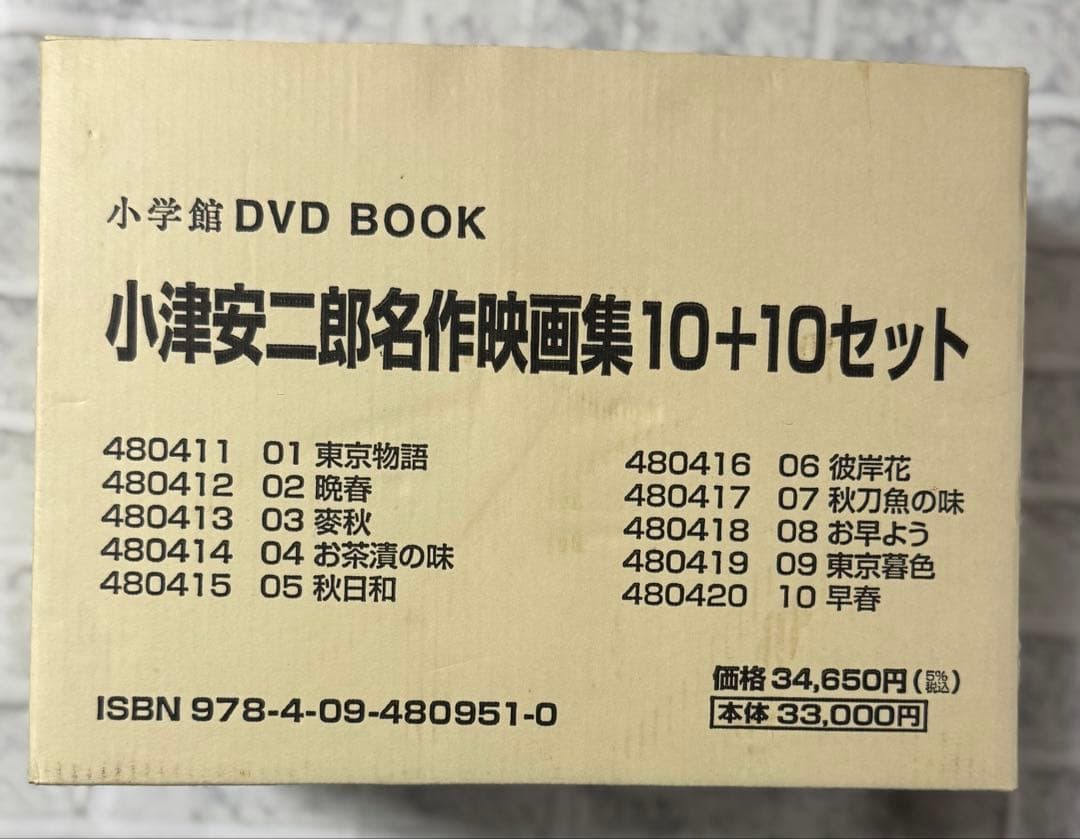 小学館 DVD BOOK
小津安二郎名作映画集10+10セット
480411 01 東京物語
480412 02 晩春
480413 03 麥秋
480414 04 お茶漬の味
480415 05 秋日和
480416 06 彼岸花
480417 07 秋刀魚の味
480418 08 お早よう
480419 09 東京暮色
480420 10 早春
ISBN 978-4-09-480951-0
価格 34,650円(5%税込)
本体 33,000円